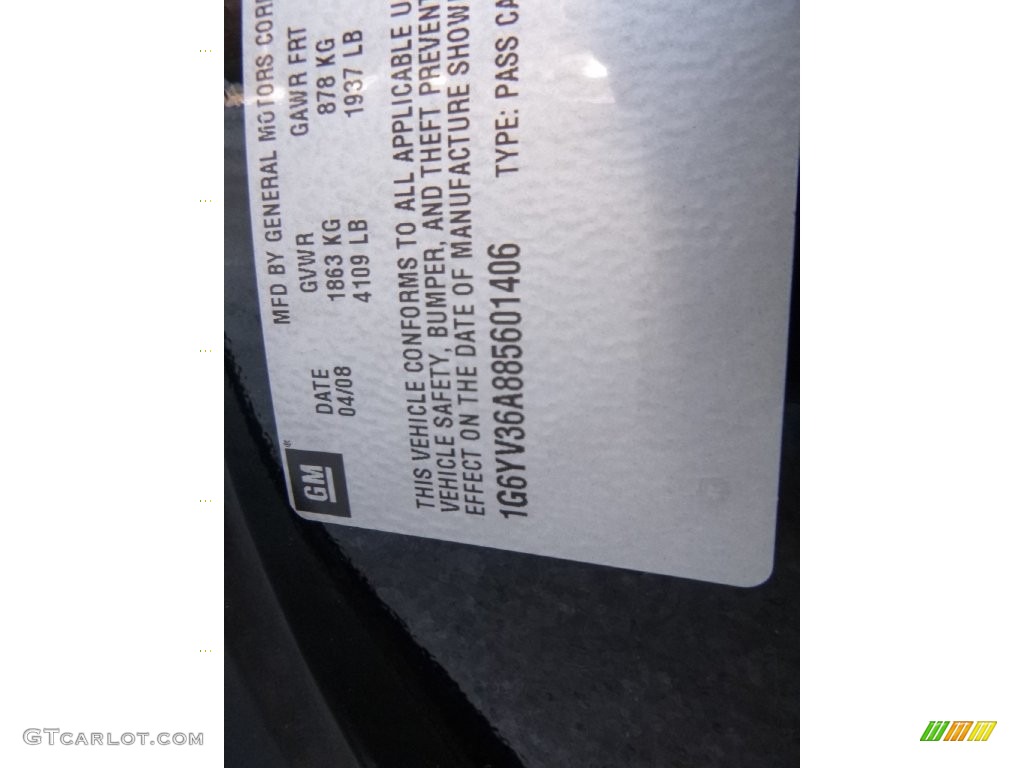 MFD BY GENERAL MOTORS CORP
DATE GVWR GAWR FRT
04/08 1863 KG 878 KG
4109 LB 1937 LB
GM
THIS VEHICLE CONFORMS TO ALL APPLICABLE U
VEHICLE SAFETY, BUMPER, AND THEFT PREVENT
EFFECT ON THE DATE OF MANUFACTURE SHOW
1G6YV36A885601406 TYPE: PASS CA
GTCARLOT.COM